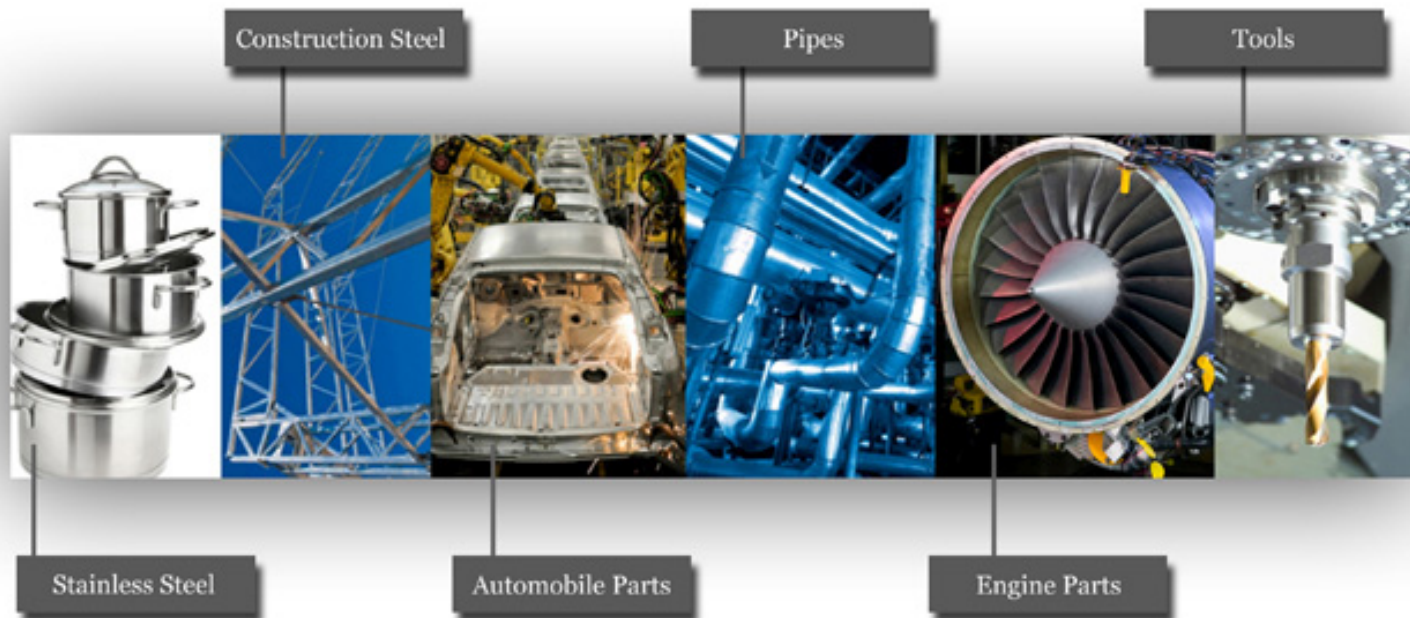 Construction Steel
Pipes
Tools
Stainless Steel
Automobile Parts
Engine Parts